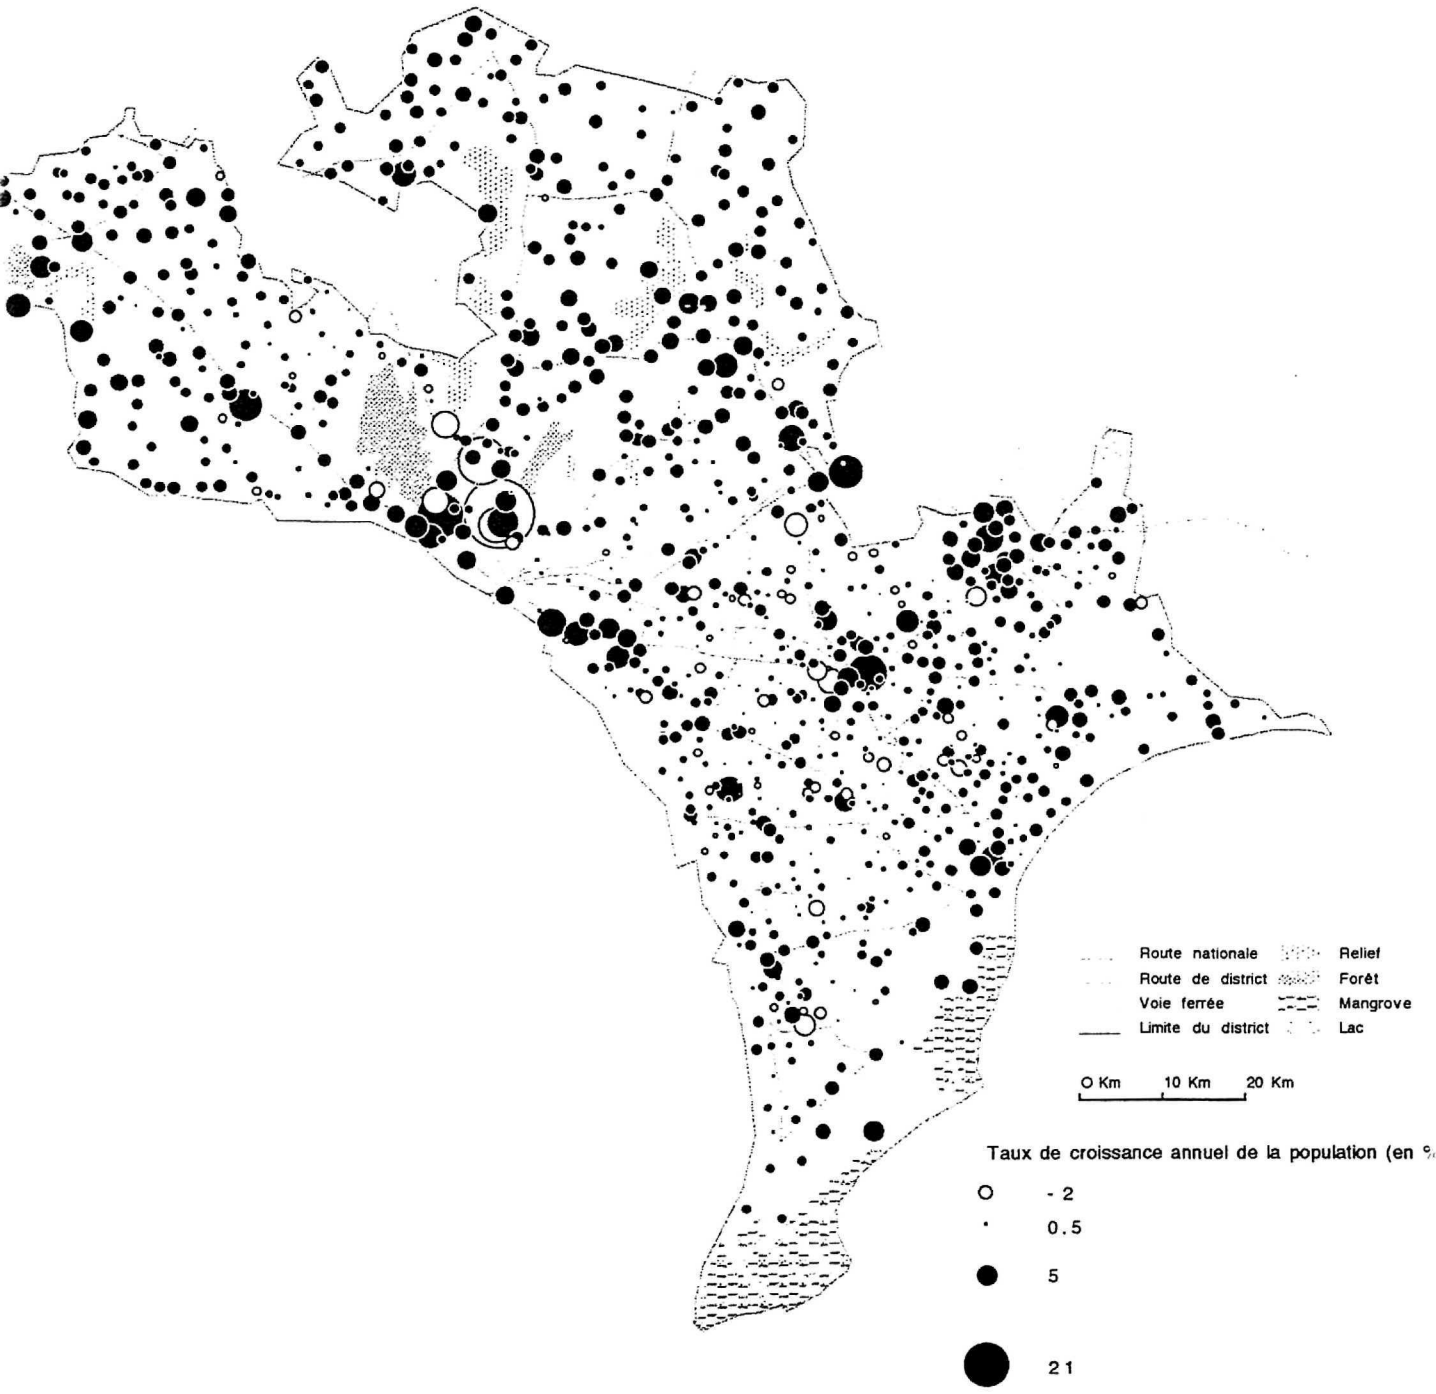 Route nationale Relief
Route de district Forêt
Voie ferrée Mangrove
Limite du district Lac
O Km 10 Km 20 Km
Taux de croissance annuel de la population (en %
- 2
0.5
5
21